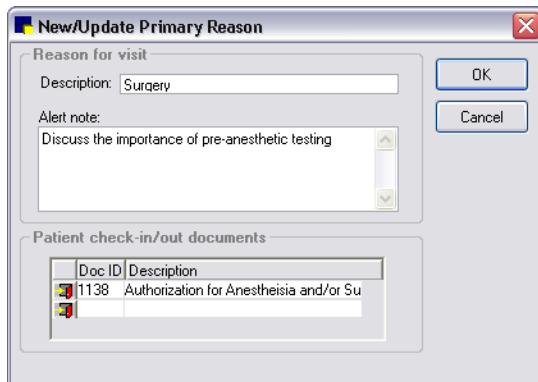 New/Update Primary Reason
Reason for visit
Description: Surgery
OK
Alert note:
Cancel
Discuss the importance of pre-anesthetic testing
Patient check-in/out documents
Doc ID Description
1138 Authorization for Anestheisia and/or Su